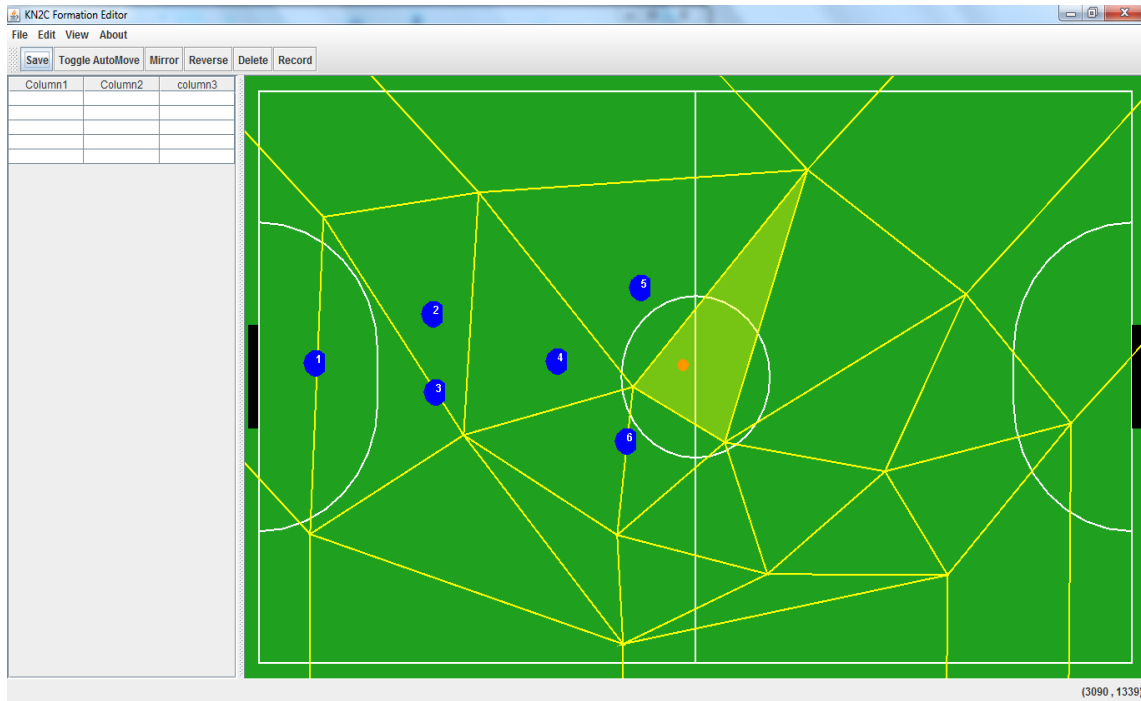 KN2C Formation Editor
File Edit View About
Save Toggle AutoMove Mirror Reverse Delete Record
Column1 Column2 column3
5
2
4
1
3
6
(3090 , 1339)